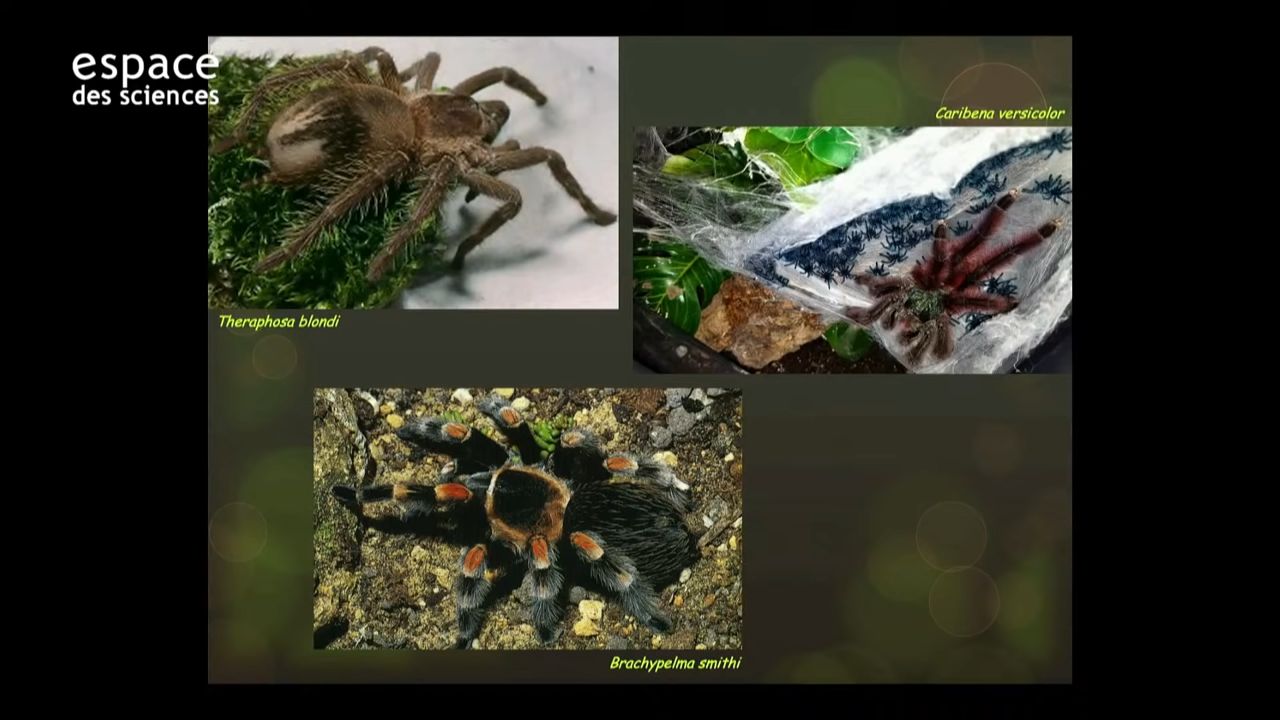 espace
des sciences
Caribena versicolor
Theraphosa blondi
Brachypelma smithi